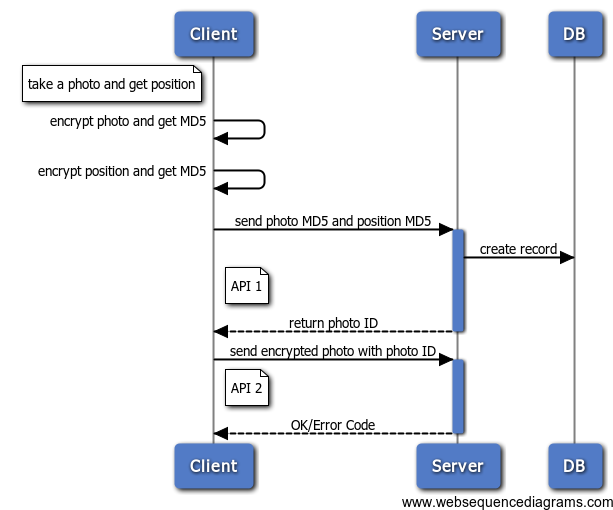 Client
Server
DB
take a photo and get position
encrypt photo and get MD5
encrypt position and get MD5
send photo MD5 and position MD5
create record
API 1
return photo ID
send encrypted photo with photo ID
API 2
OK/Error Code
Client
Server
DB
www.websequencediagrams.com